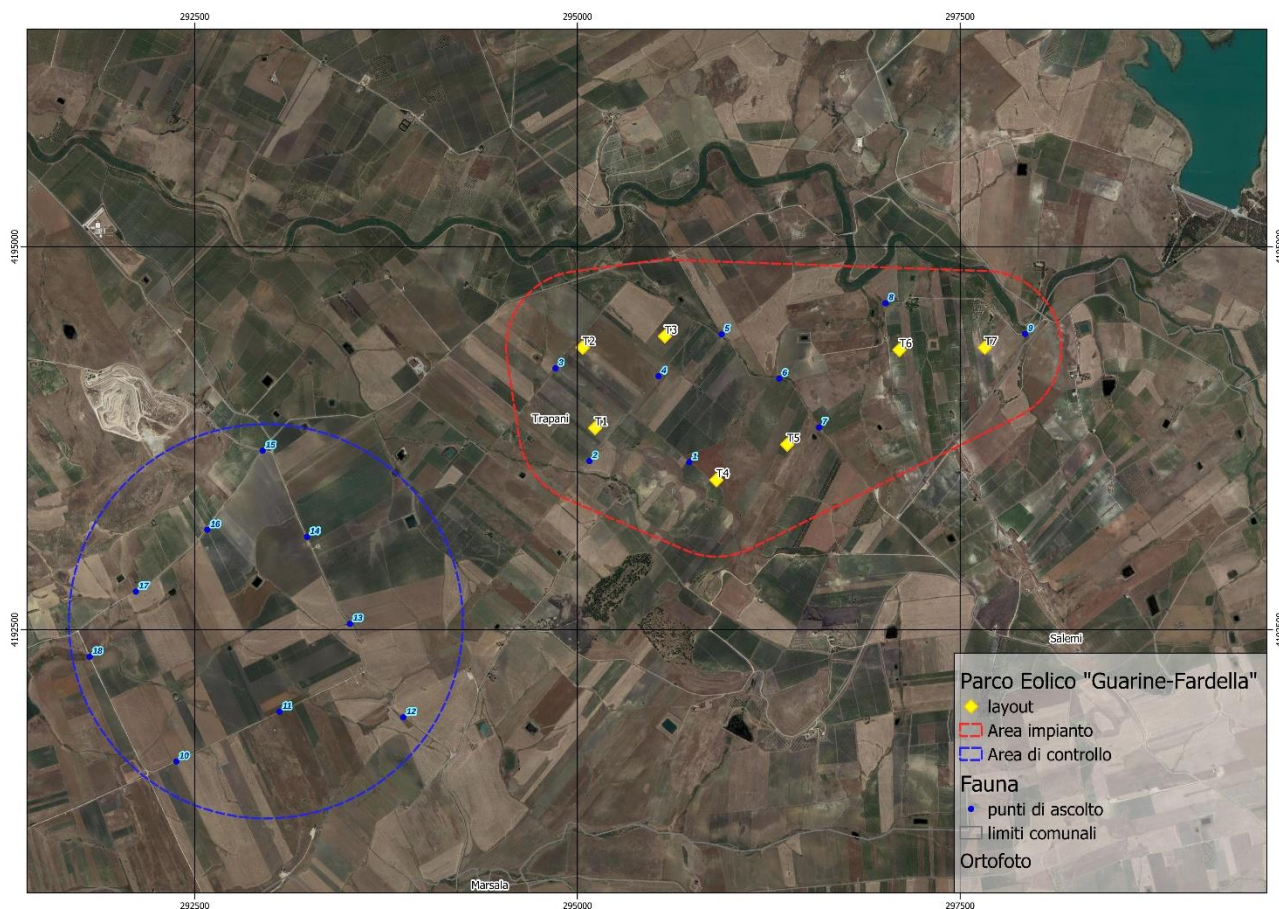 292500
295000
297500
4195000
4195000
8
T3
5
9
T2
T6
T7
3
4
6
Trapani
T1
7
T5
15
2
1
T4
16
14
17
13
4192500
4192500
Salemi
18
Parco Eolico "Guarine-Fardella"
layout
Area impianto
11
12
Area di controllo
10
Fauna
punti di ascolto
limiti comunali
Ortofoto
Marsala
292500
295000
297500